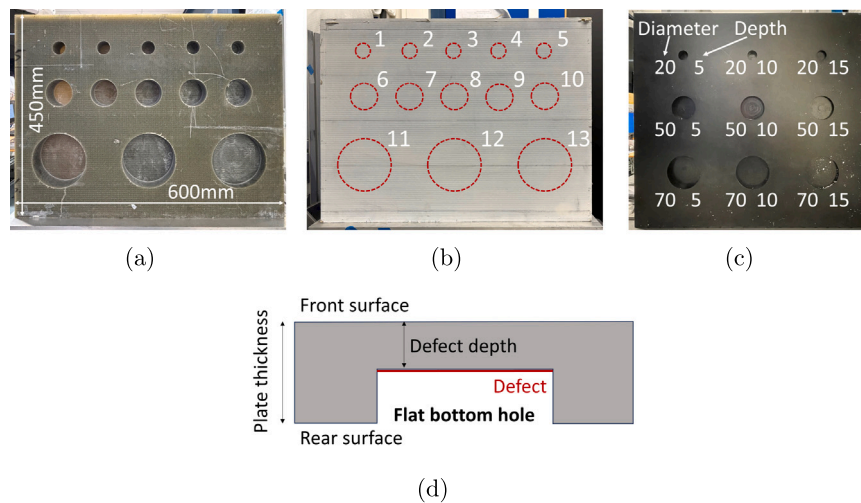 450mm
600mm
(a)
1 2 3 4 5
6 7 8 9 10
11 12 13
(b)
Diameter Depth
20 5 20 10 20 15
50 5 50 10 50 15
70 5 70 10 70 15
(c)
Front surface
Plate thickness
Defect depth
Defect
Flat bottom hole
Rear surface
(d)